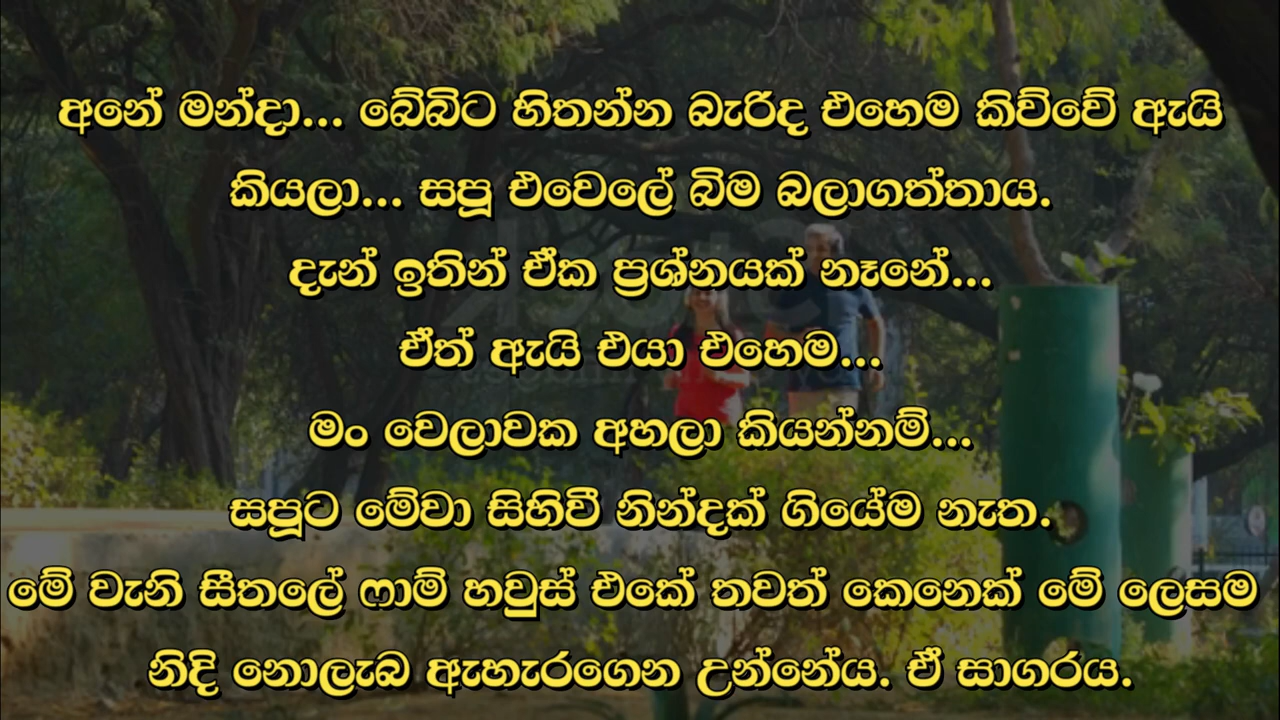 අනේ මන්දා... බේබිට හිතන්න බැරිද එහෙම කිව්වේ ඇයි
කියලා... සපූ එවෙලේ බිම බලාගත්තාය.
දැන් ඉතින් ඒක ප්‍රශ්නයක් නෑනේ...
ඒත් ඇයි එයා එහෙම...
මං වෙලාවක අහලා කියන්නම්...
සපූට මේවා සිහිවී නින්දක් ගියේම නැත.
මේ වැනි සීතලේ ෆාම් හවුස් එකේ තවත් කෙනෙක් මේ ලෙසම
නිදි නොලැබ ඇහැරගෙන උන්නේය. ඒ සාගරය.